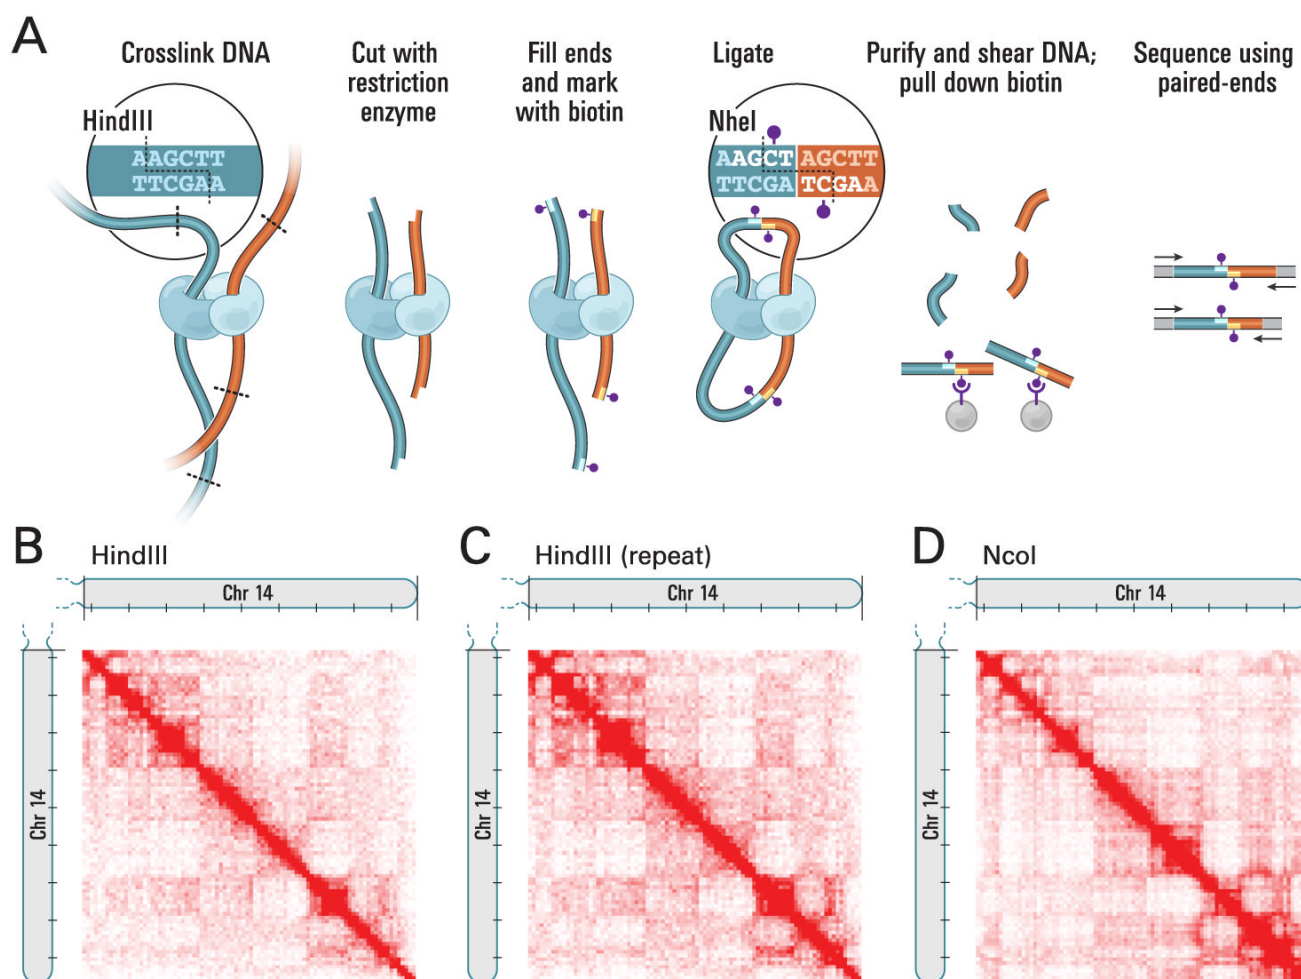 A
Crosslink DNA
Cut with
restriction
enzyme
Fill ends
and mark
with biotin
Ligate
Purify and shear DNA;
pull down biotin
Sequence using
paired-ends
HindIII
AAGCTT
TTCGAA
NheI
AAGCT AGCTT
TTCGA TCGAA
B
HindIII
Chr 14
Chr 14
C
HindIII (repeat)
Chr 14
Chr 14
D
NcoI
Chr 14
Chr 14